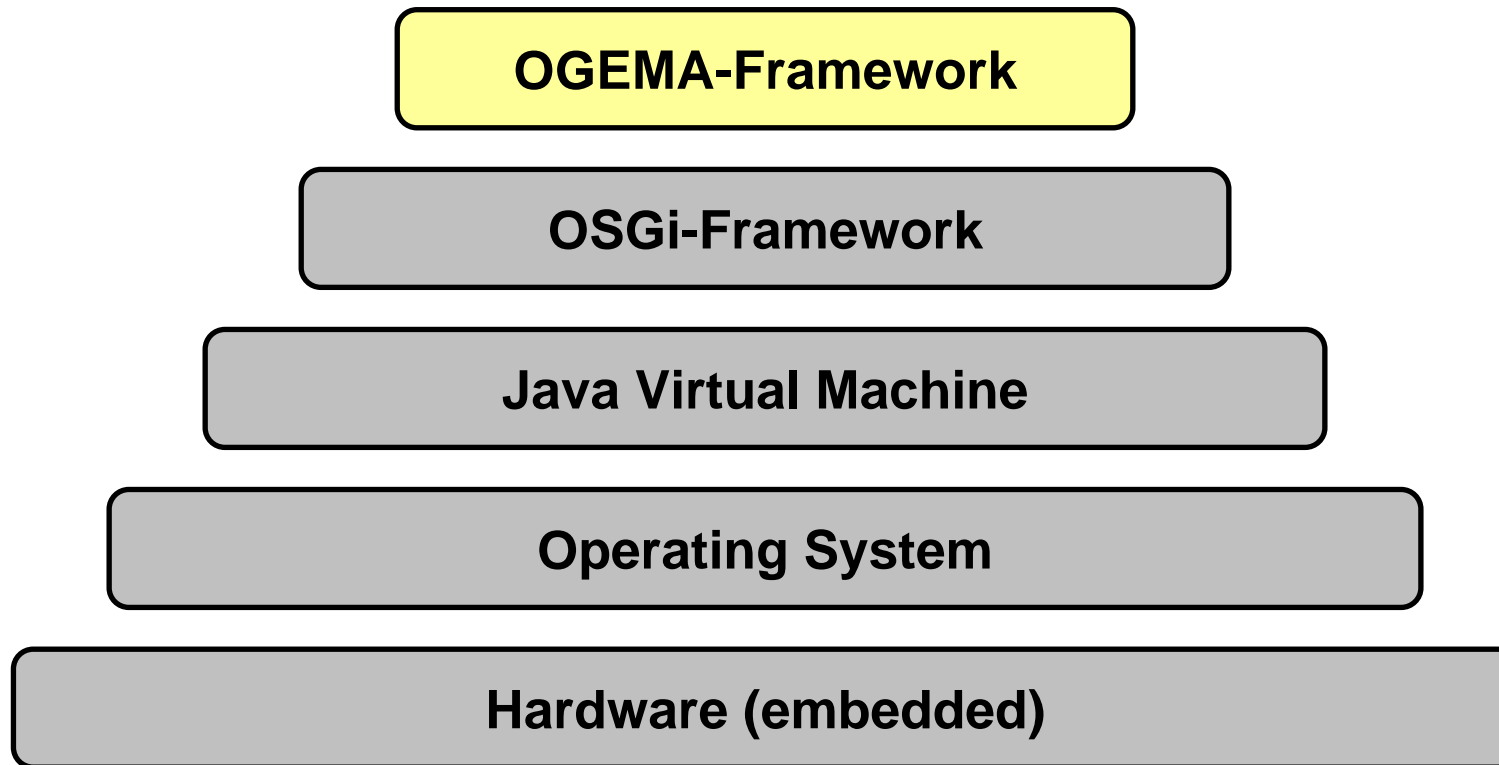 OGEMA-Framework
OSGi-Framework
Java Virtual Machine
Operating System
Hardware (embedded)